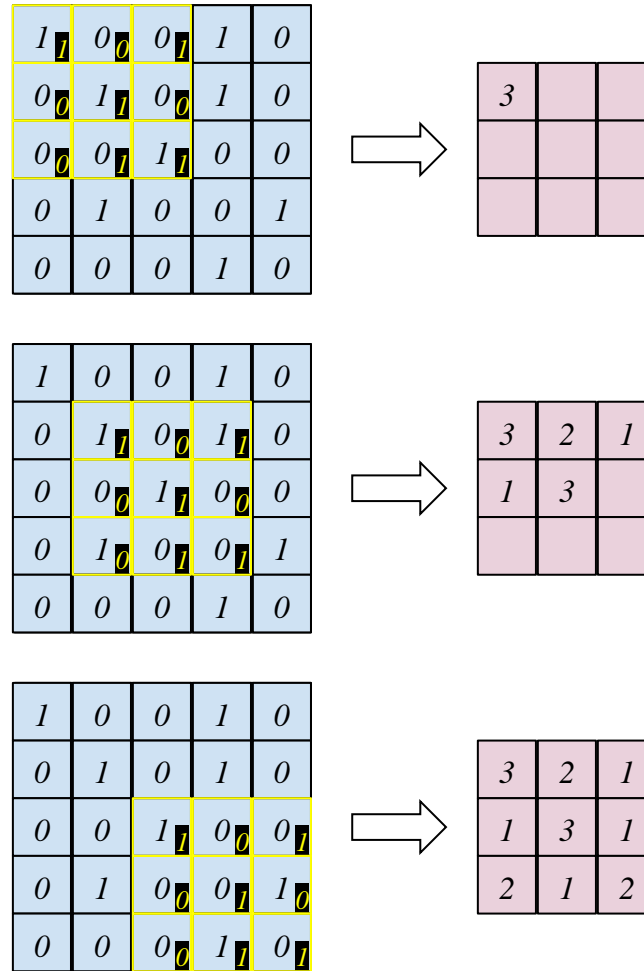 1 1 0 0 0 1 1 0
0 0 1 1 0 0 1 0 3
0 0 0 1 1 1 0 0
0 1 0 0 1
0 0 0 1 0
1 0 0 1 0
0 1 1 0 0 1 1 0 3 2 1
0 0 0 1 1 0 0 0 1 3
0 1 0 0 1 0 1 1
0 0 0 1 0
1 0 0 1 0
0 1 0 1 0 3 2 1
0 0 1 1 0 0 0 1 1 3 1
0 1 0 0 0 1 1 0 2 1 2
0 0 0 0 1 1 0 1